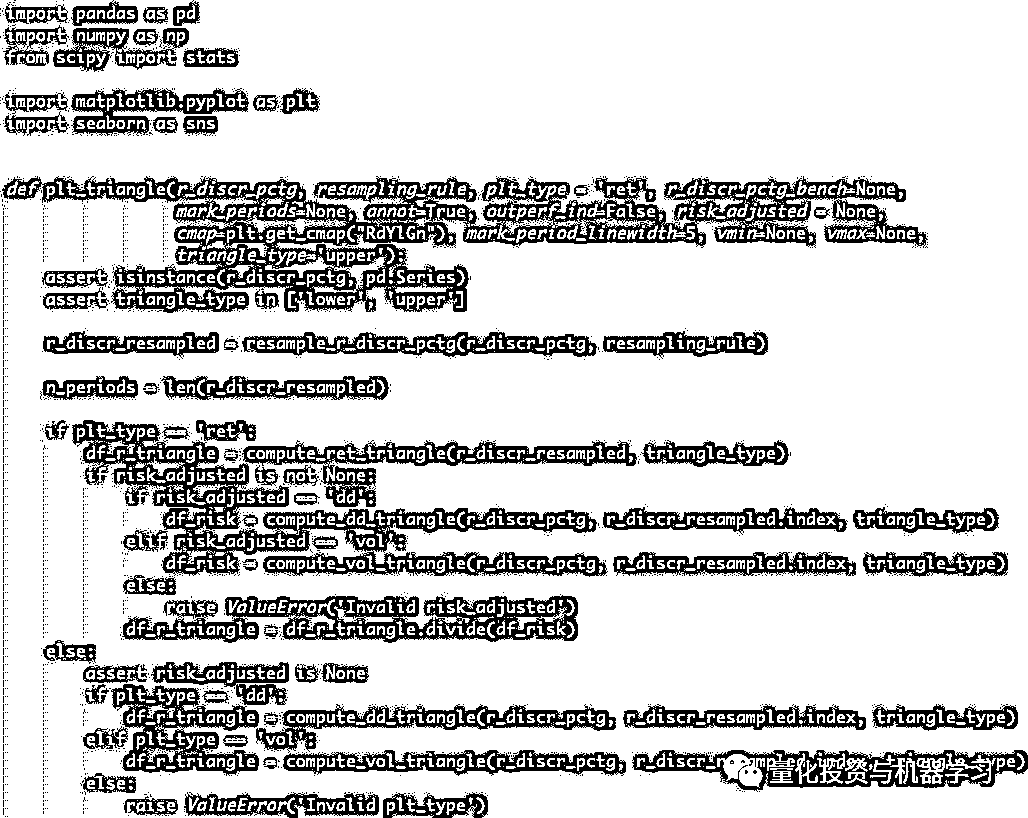 import pandas as pd
import numpy as np
from scipy import stats
import matplotlib.pyplot as plt
import seaborn as sns
def plt_triangle(r_discr_pctg, resampling_rule, plt_type = 'ret', r_discr_pctg_bench=None,
mark_periods=None, annot=True, outperf_ind=False, risk_adjusted = None,
cmap=plt.get_cmap("RdYlGn"), mark_period_linewidth=5, vmin=None, vmax=None,
triangle_type='upper'):
assert isinstance(r_discr_pctg, pd.Series)
assert triangle_type in ['lower', 'upper']
r_discr_resampled = resample_r_discr_pctg(r_discr_pctg, resampling_rule)
n_periods = len(r_discr_resampled)
if plt_type == 'ret':
df_r_triangle = compute_ret_triangle(r_discr_resampled, triangle_type)
if risk_adjusted is not None:
if risk_adjusted == 'dd':
df_risk = compute_dd_triangle(r_discr_pctg, r_discr_resampled.index, triangle_type)
elif risk_adjusted == 'vol':
df_risk = compute_vol_triangle(r_discr_pctg, r_discr_resampled.index, triangle_type)
else:
raise ValueError('Invalid risk_adjusted')
df_r_triangle = df_r_triangle.divide(df_risk)
else:
assert risk_adjusted is None
if plt_type == 'dd':
df_r_triangle = compute_dd_triangle(r_discr_pctg, r_discr_resampled.index, triangle_type)
elif plt_type == 'vol':
df_r_triangle = compute_vol_triangle(r_discr_pctg, r_discr_resampled.index, triangle_type)
量化投资与机器学习
else:
raise ValueError('Invalid plt_type')